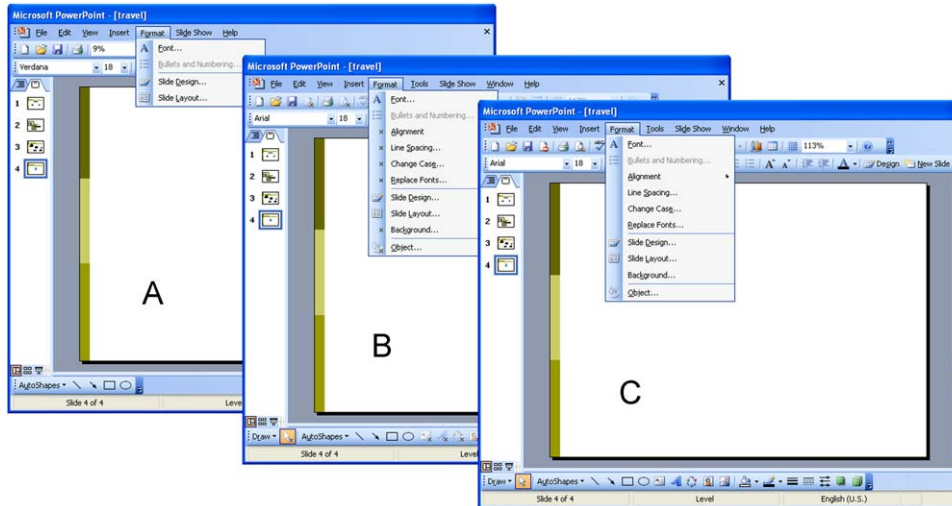 Microsoft PowerPoint - [travel]
File Edit View Insert Format Slide Show Help
9%
Verdana 18
Font...
Bullets and Numbering...
Slide Design...
Slide Layout...
1
2
3
4
A
AutoShapes
Slide 4 of 4 Leve
Microsoft PowerPoint - [travel]
File Edit View Insert Format Tools Slide Show Window Help
Arial 18
Font...
Bullets and Numbering...
Alignment
Line Spacing...
Change Case...
Replace Fonts...
Slide Design...
Slide Layout...
Background...
Object...
1
2
3
4
B
Draw AutoShapes
Slide 4 of 4 Level
Microsoft PowerPoint - [travel]
File Edit View Insert Format Tools Slide Show Window Help
113%
Arial 18 Design New Slide
Font...
Bullets and Numbering...
Alignment
Line Spacing...
Change Case...
Replace Fonts...
Slide Design...
Slide Layout...
Background...
Object...
1
2
3
4
C
Draw AutoShapes
Slide 4 of 4 Level English (U.S.)